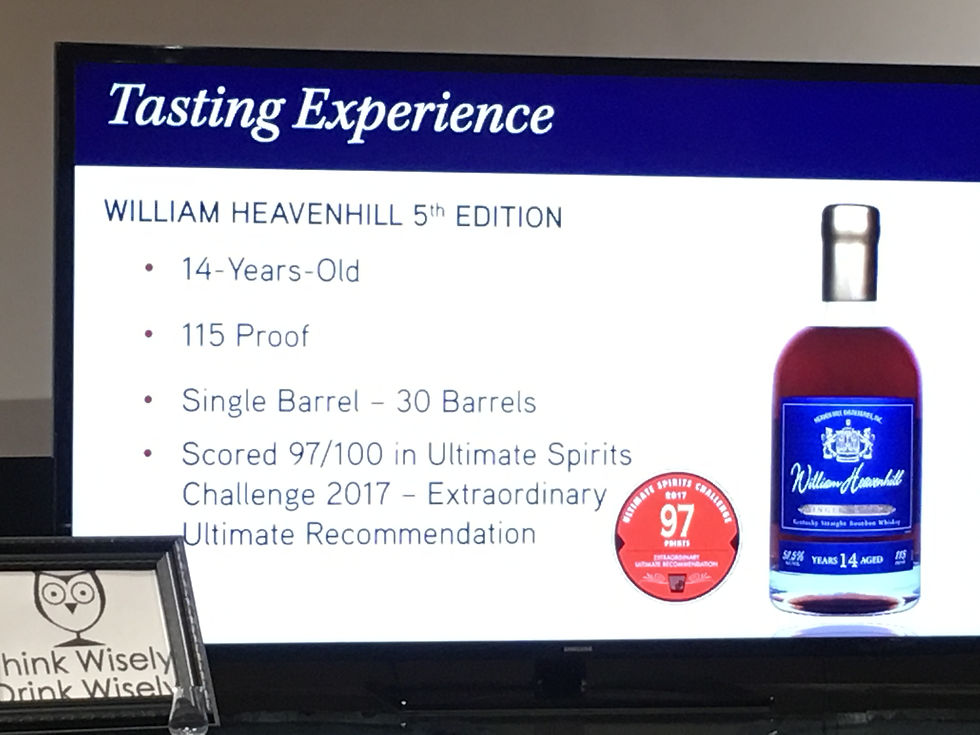 Tasting Experience
WILLIAM HEAVENHILL 5th EDITION
• 14-Years-Old
• 115 Proof
• Single Barrel – 30 Barrels
• Scored 97/100 in Ultimate Spirits
Challenge 2017 – Extraordinary
Ultimate Recommendation
ULTIMATE SPIRITS CHALLENGE
2017
97
POINTS
EXTRAORDINARY
ULTIMATE RECOMMENDATION
William Heavenhill
Kentucky Straight Bourbon Whiskey
YEARS 14 AGED
115
SAMSUNG
hink Wisely
Drink Wisely